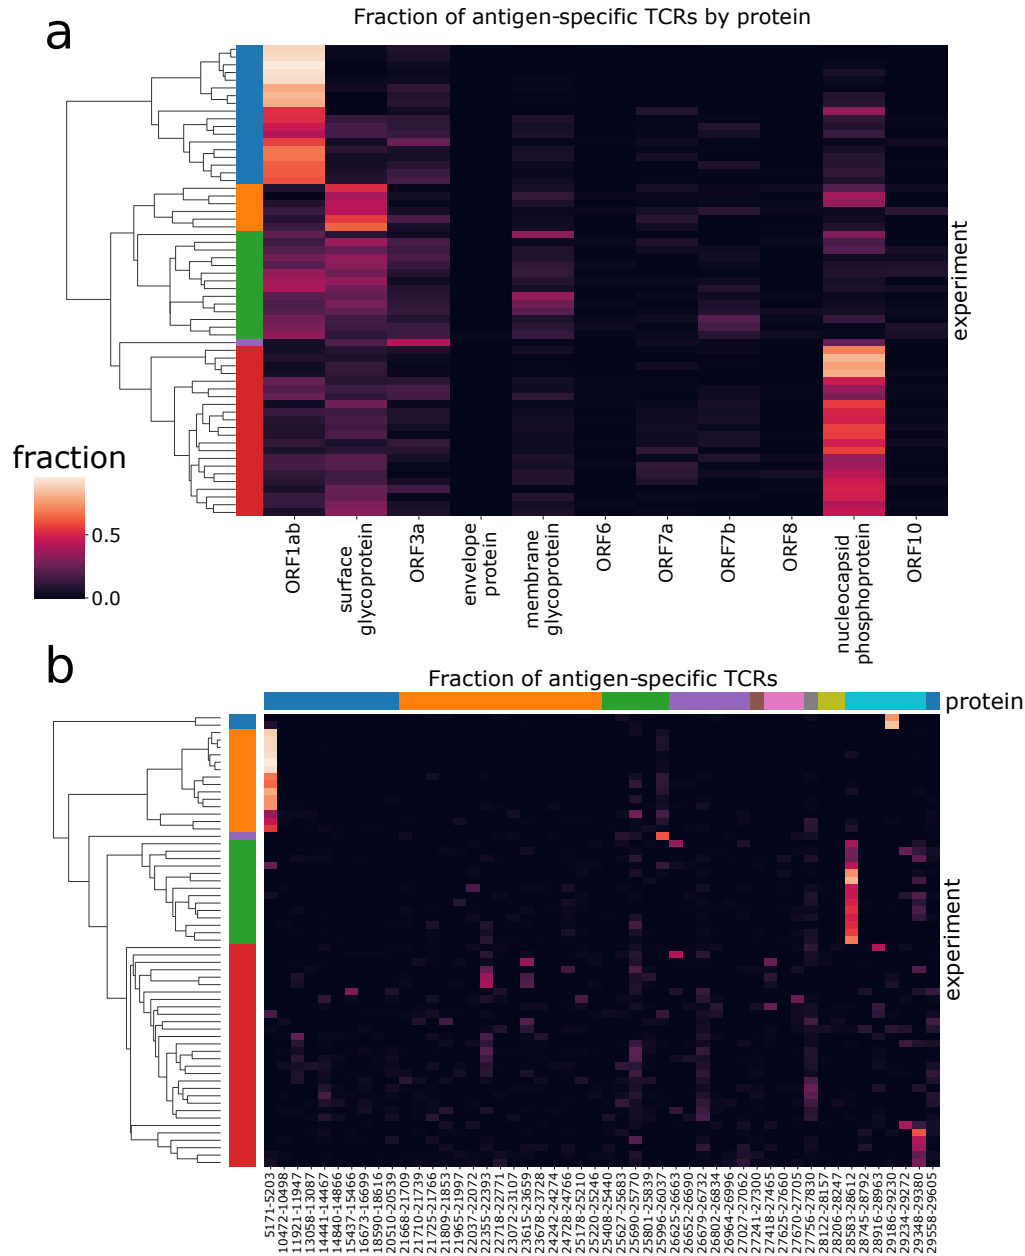 a
Fraction of antigen-specific TCRs by protein
experiment
fraction
0.5
0.0
ORF1ab
surface
glycoprotein
ORF3a
envelope
protein
membrane
glycoprotein
ORF6
ORF7a
ORF7b
ORF8
nucleocapsid
phosphoprotein
ORF10
b
Fraction of antigen-specific TCRs
protein
experiment
5171-5203
10472-10498
11921-11947
13058-13087
14441-14467
14840-14866
15437-15466
16673-16699
18590-18616
20510-20539
21668-21709
21710-21739
21725-21766
21809-21853
21965-21997
22037-22072
22355-22393
22718-22771
23072-23107
23615-23659
23678-23728
24242-24274
24728-24766
25178-25210
25220-25246
25408-25440
25627-25683
25690-25770
25801-25839
25996-26037
26625-26663
26652-26690
26679-26732
26802-26834
26964-26996
27027-27062
27241-27300
27418-27465
27625-27660
27670-27705
27756-27830
28122-28157
28206-28247
28583-28612
28745-28792
28916-28963
29186-29230
29234-29272
29348-29380
29558-29605